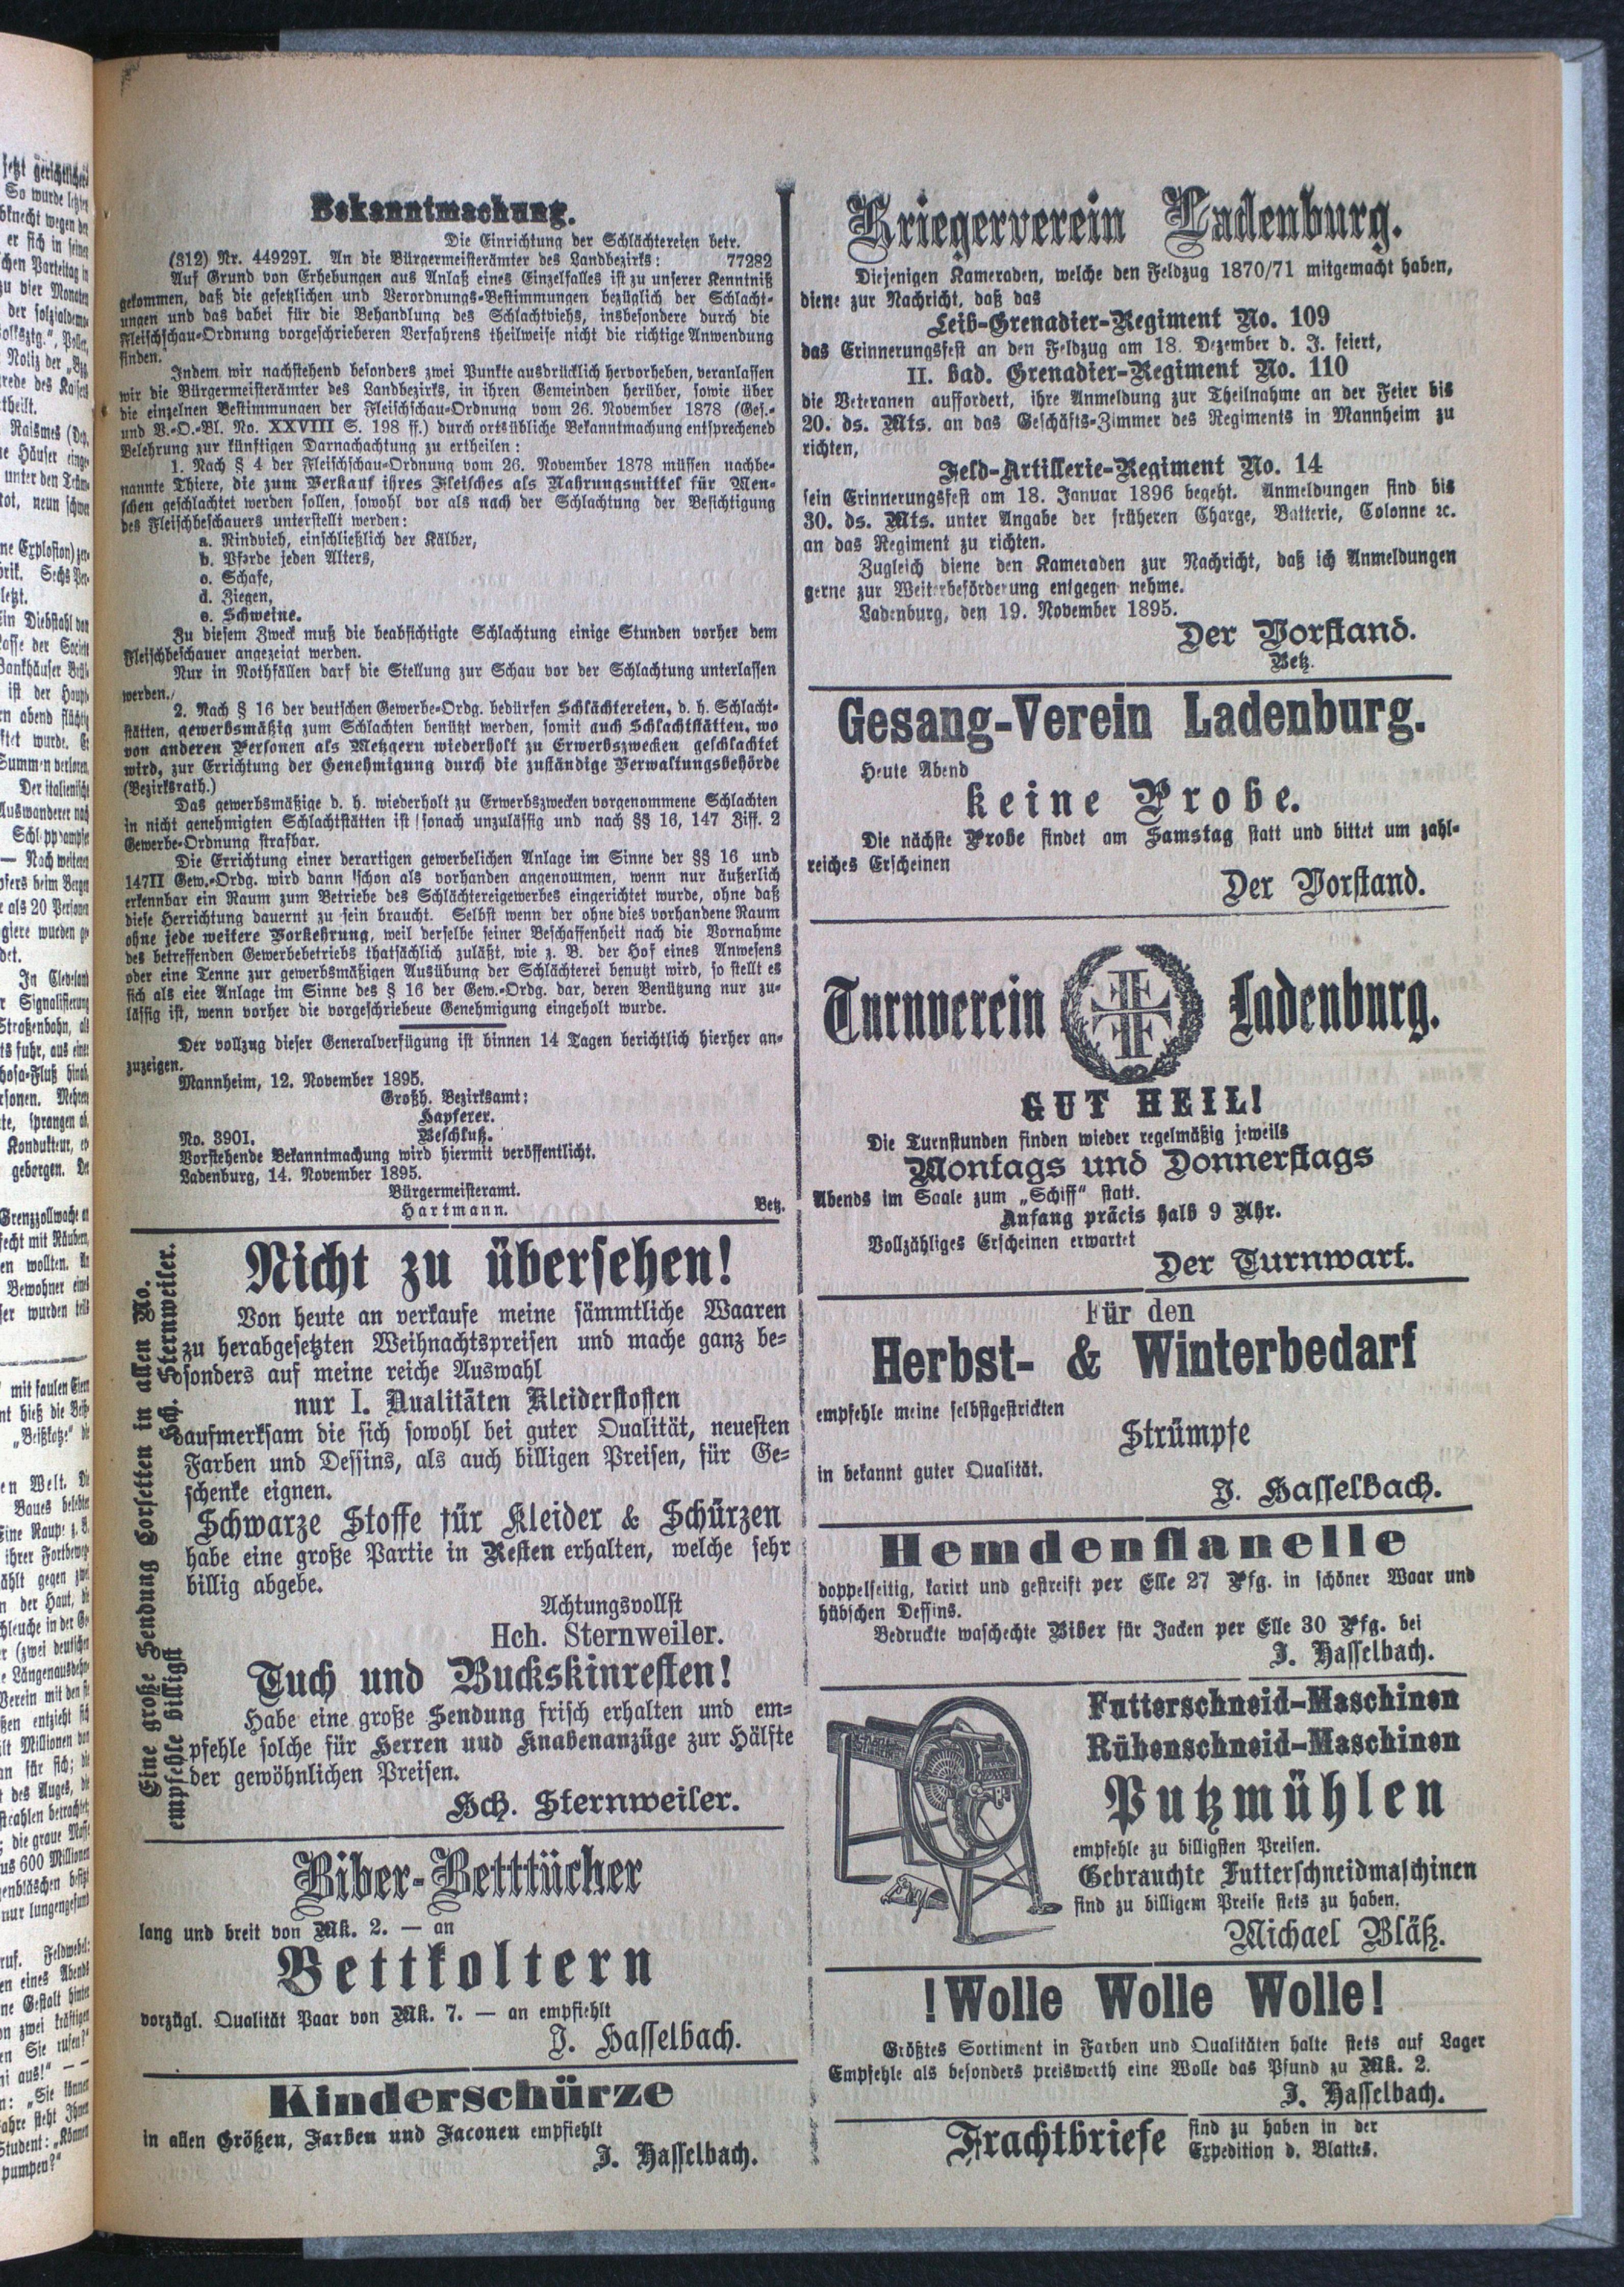 Bekanntmachung.
Die Einrichtung der Schlächtereien betr.
(312) Nr. 44929I. An die Bürgermeisterämter des Landbezirks: 77282
Auf Grund von Erhebungen aus Anlaß eines Einzelfalles ist zu unserer Kenntniß
gekommen, daß die gesetzlichen und Verordnungs-Bestimmungen bezüglich der Schlacht-
ungen und das dabei für die Behandlung des Schlachtviehs, insbesondere durch die
Fleischschau-Ordnung vorgeschrieberen Verfahrens theilweise nicht die richtige Anwendung
finden.
Indem wir nachstehend besonders zwei Punkte ausdrücklich hervorheben, veranlassen
wir die Bürgermeisterämter des Landbezirks, in ihren Gemeinden herüber, sowie über
die einzelnen Bestimmungen der Fleischschau-Ordnung vom 26. November 1878 (Ges.-
und V.-O.-Bl. No. XXVIII S. 198 ff.) durch ortsübliche Bekanntmachung entsprechend
Belehrung zur künftigen Darnachachtung zu ertheilen:
1. Nach § 4 der Fleischschau-Ordnung vom 26. November 1878 müssen nachbe-
nannte Thiere, die zum Verkauf ihres Fleisches als Nahrungsmittel für Men-
schen geschlachtet werden sollen, sowohl vor als nach der Schlachtung der Besichtigung
des Fleischbeschauers unterstellt werden:
a. Rindvieh, einschließlich der Kälber,
b. Pferde jeden Alters,
c. Schafe,
d. Ziegen,
e. Schweine.
Zu diesem Zweck muß die beabsichtigte Schlachtung einige Stunden vorher dem
Fleischbeschauer angezeigt werden.
Nur in Nothfällen darf die Stellung zur Schau vor der Schlachtung unterlassen
werden.
2. Nach § 16 der deutschen Gewerbe-Ordg. bedürfen Schlächtereien, d. h. Schlacht-
stätten, gewerbsmäßig zum Schlachten benützt werden, somit auch Schlachtstätten, wo
von anderen Personen als Metzgern wiederholt zu Erwerbszwecken geschlachtet
wird, zur Errichtung der Genehmigung durch die zuständige Verwaltungsbehörde
(Bezirksrath.)
Das gewerbsmäßige d. h. wiederholt zu Erwerbszwecken vorgenommene Schlachten
in nicht genehmigten Schlachtstätten ist sonach unzulässig und nach §§ 16, 147 Ziff. 2
Gewerbe-Ordnung strafbar.
Die Errichtung einer derartigen gewerbelichen Anlage im Sinne der §§ 16 und
147II Gew.-Ordg. wird dann schon als vorhanden angenommen, wenn nur äußerlich
erkennbar ein Raum zum Betriebe des Schlächtereigewerbes eingerichtet wurde, ohne daß
diese Herrichtung dauernt zu sein braucht. Selbst wenn der ohne dies vorhandene Raum
ohne jede weitere Vorkehrung, weil derselbe seiner Beschaffenheit nach die Vornahme
des betreffenden Gewerbebetriebs thatsächlich zuläßt, wie z. B. der Hof eines Anwesens
oder eine Tenne zur gewerbsmäßigen Ausübung der Schlächterei benutzt wird, so stellt es
sich als eiee Anlage im Sinne des § 16 der Gew.-Ordg. dar, deren Benützung nur zu-
lässig ist, wenn vorher die vorgeschriebeue Genehmigung eingeholt wurde.
Der vollzug dieser Generalverfügung ist binnen 14 Tagen berichtlich hierher an-
zuzeigen.
Mannheim, 12. November 1895.
Großh. Bezirksamt:
Hapferer.
No. 390I. Beschluß.
Vorstehende Bekanntmachung wird hiermit veröffentlicht.
Ladenburg, 14. November 1895.
Bürgermeisteramt.
Hartmann. Betz.
Eine große Sendung Corsetten in allen No.
empfehle billigst Hch. Sternweiler.
Nicht zu übersehen!
Von heute an verkaufe meine sämmtliche Waaren
zu herabgesetzten Weihnachtspreisen und mache ganz be-
sonders auf meine reiche Auswahl
nur I. Qualitäten Kleiderstoffen
aufmerksam die sich sowohl bei guter Qualität, neuesten
Farben und Dessins, als auch billigen Preisen, für Ge-
schenke eignen.
Schwarze Stoffe für Kleider & Schürzen
habe eine große Partie in Resten erhalten, welche sehr
billig abgebe.
Achtungsvollst
Hch. Sternweiler.
Tuch und Buckskinresten!
Habe eine große Sendung frisch erhalten und em-
pfehle solche für Herren und Knabenanzüge zur Hälfte
der gewöhnlichen Preisen.
Hch. Sternweiler.
Biber-Betttücher
lang und breit von Mk. 2. — an
Bettkoltern
vorzügl. Qualität Paar von Mk. 7. — an empfiehlt
J. Hasselbach.
Kinderschürze
in allen Größen, Farben und Faconen empfiehlt
J. Hasselbach.
Kriegerverein Ladenburg.
Diejenigen Kameraden, welche den Feldzug 1870/71 mitgemacht haben,
diene zur Nachricht, daß das
Leib-Grenadier-Regiment No. 109
das Erinnerungsfest an den Feldzug am 18. Dezember d. J. feiert,
II. bad. Grenadier-Regiment No. 110
die Veteranen auffordert, ihre Anmeldung zur Theilnahme an der Feier bis
20. ds. Mts. an das Geschäfts-Zimmer des Regiments in Mannheim zu
richten,
Feld-Artillerie-Regiment No. 14
sein Erinnerungsfest am 18. Januar 1896 begeht. Anmeldungen sind bis
30. ds. Mts. unter Angabe der früheren Charge, Batterie, Colonne ꝛc.
an das Regiment zu richten.
Zugleich diene den Kameraden zur Nachricht, daß ich Anmeldungen
gerne zur Weiterbeförderung entgegen nehme.
Ladenburg, den 19. November 1895.
Der Vorstand.
Betz.
Gesang-Verein Ladenburg.
Heute Abend
keine Probe.
Die nächste Probe findet am Samstag statt und bittet um zahl-
reiches Erscheinen
Der Vorstand.
Turnverein Ladenburg.
GUT HEIL!
Die Turnstunden finden wieder regelmäßig jeweils
Montags und Donnerstags
Abends im Saale zum „Schiff“ statt.
Anfang präcis halb 9 Uhr.
Vollzähliges Erscheinen erwartet
Der Turnwart.
Für den
Herbst- & Winterbedarf
empfehle meine selbstgestrickten
Strümpfe
in bekannt guter Qualität.
J. Hasselbach.
Hemdenflanelle
doppelseitig, karirt und gestreift per Elle 27 Pfg. in schöner Waar und
hübschen Dessins.
Bedruckte waschechte Biber für Jacken per Elle 30 Pfg. bei
J. Hasselbach.
Futterschneid-Maschinen
Rübenschneid-Maschinen
Putzmühlen
empfehle zu billigsten Preisen.
Gebrauchte Futterschneidmaschinen
sind zu billigem Preise stets zu haben.
Michael Bläß.
!Wolle Wolle Wolle!
Größtes Sortiment in Farben und Qualitäten halte stets auf Lager
Empfehle als besonders preiswerth eine Wolle das Pfund zu Mk. 2.
J. Hasselbach.
Frachtbriefe sind zu haben in der
Expedition d. Blattes.